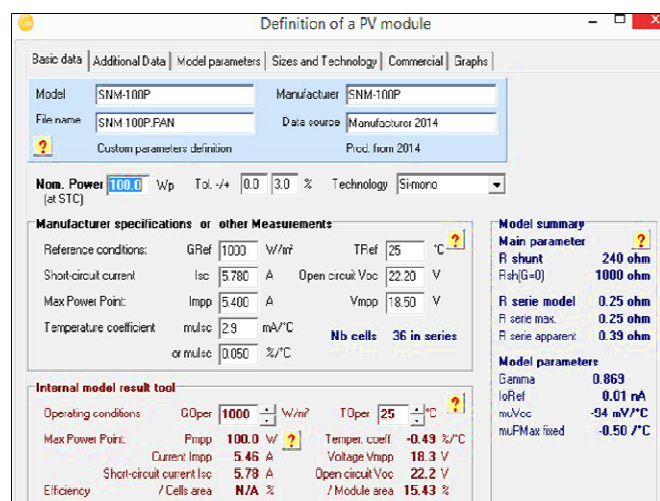 Definition of a PV module
Basic data Additional Data Model parameters Sizes and Technology Commercial Graphs
Model SNM-100P Manufacturer SNM-100P
File name SNM-100P.PAN Data source Manufacturer 2014
? Custom parameters definition Prod. from 2014
Nom. Power 100.0 Wp Tol. -/+ 0.0 3.0 % Technology Si-mono
(at STC)
Manufacturer specifications or other Measurements
Reference conditions: GRef 1000 W/m² TRef 25 °C ?
Short-circuit current Isc 5.780 A Open circuit Voc 22.20 V
Max Power Point: Impp 5.400 A Vmpp 18.50 V
Temperature coefficient muIsc 2.9 mA/°C Nb cells 36 in series
or muIsc 0.050 %/°C
Model summary
Main parameter ?
R shunt 240 ohm
Rsh(G=0) 1000 ohm
R serie model 0.25 ohm
R serie max. 0.25 ohm
R serie apparent 0.39 ohm
Model parameters
Gamma 0.869
IoRef 0.01 nA
muVoc -94 mV/°C
muPMax fixed -0.50 /°C
Internal model result tool
Operating conditions GOper 1000 W/m² TOper 25 °C ?
Max Power Point: Pmpp 100.0 W ? Temper. coeff. -0.49 %/°C
Current Impp 5.46 A Voltage Vmpp 18.3 V
Short-circuit current Isc 5.78 A Open circuit Voc 22.2 V
Efficiency / Cells area N/A % / Module area 15.43 %